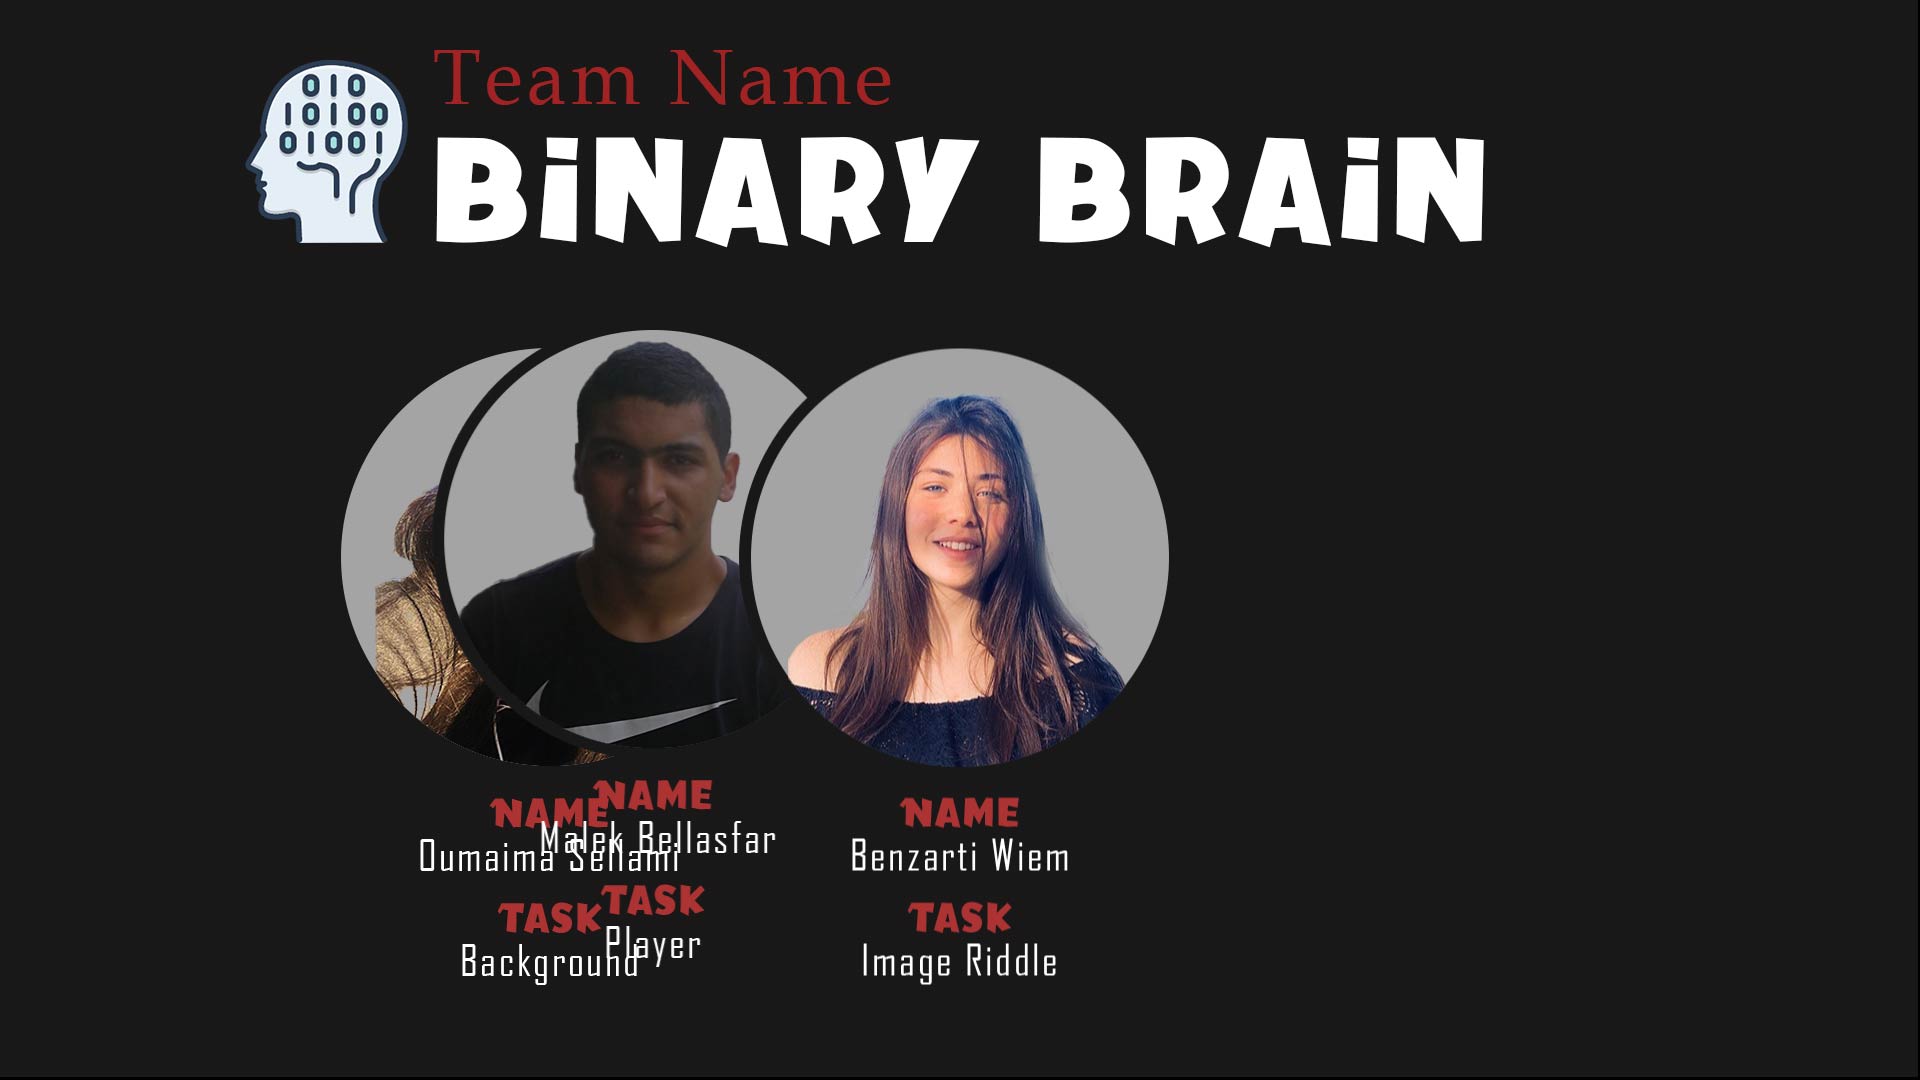 010
10100
01001
Team Name
BiNARY BRAiN
NAME
Oumaima Sellami
TASK
Background
NAME
Malek Bellasfar
TASK
Player
NAME
Benzarti Wiem
TASK
Image Riddle